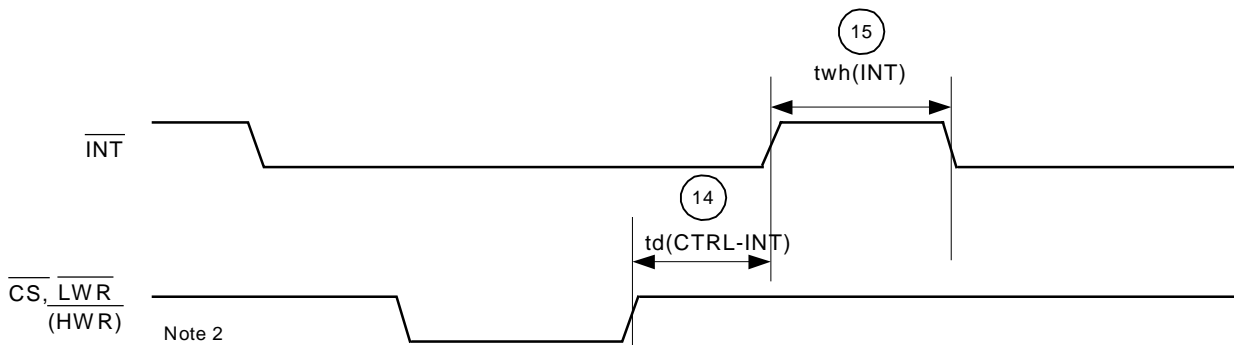 15
twh(INT)
INT
14
td(CTRL-INT)
CS, LWR
(HWR)
Note 2